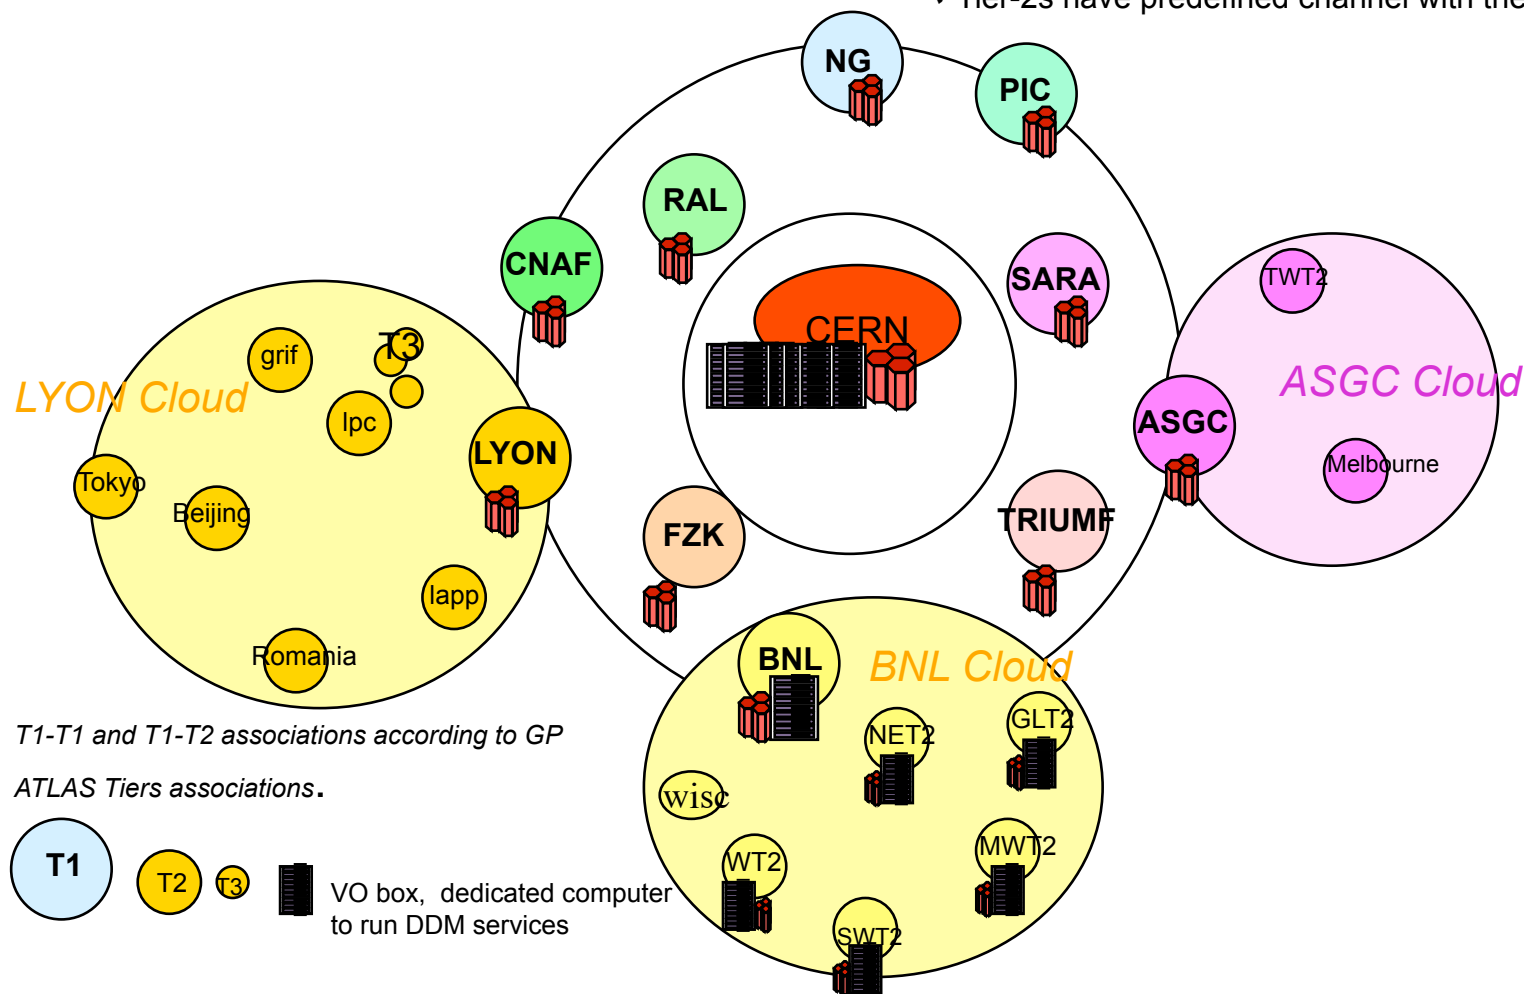 ✓ Tier-2s have predefined channel with the
NG
PIC
RAL
CNAF
SARA
TWT2
CERN
grif
T3
LYON Cloud
ASGC Cloud
lpc
ASGC
LYON
Melbourne
Tokyo
Beijing
FZK
TRIUMF
lapp
Romania
BNL
BNL Cloud
GLT2
NET2
T1-T1 and T1-T2 associations according to GP
ATLAS Tiers associations.
wisc
MWT2
WT2
SWT2
T1
T2
T3
VO box, dedicated computer
to run DDM services